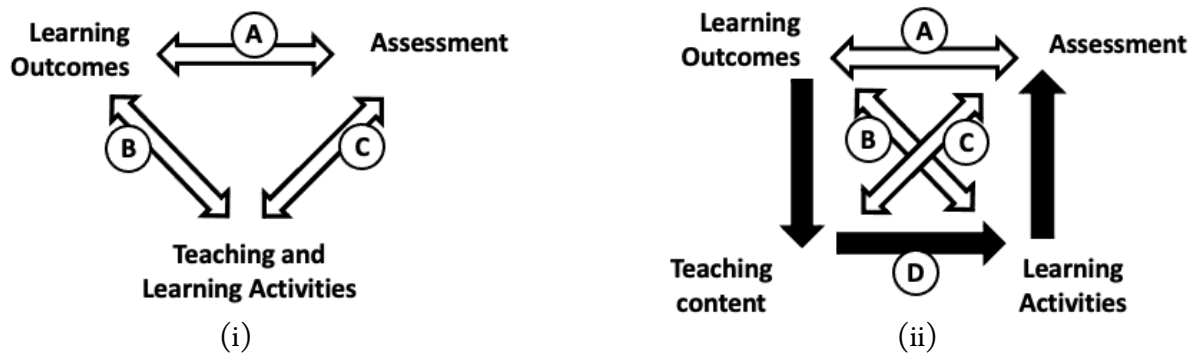 Learning
Outcomes
A
Assessment
B
C
Teaching and
Learning Activities
(i)
Learning
Outcomes
A
Assessment
B
C
D
Teaching
content
Learning
Activities
(ii)